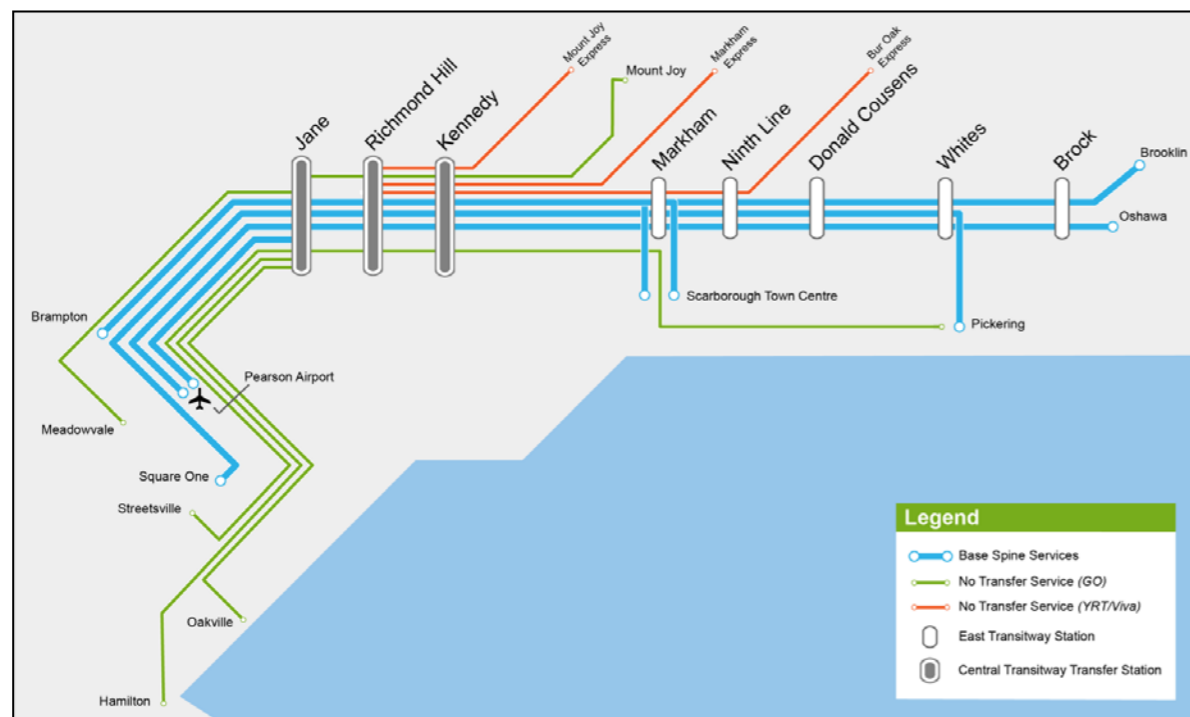 Mount Joy
Express
Markham
Express
Bur Oak
Express
Mount Joy
Jane
Richmond Hill
Kennedy
Markham
Ninth Line
Donald Cousens
Whites
Brock
Brooklin
Oshawa
Scarborough Town Centre
Pickering
Brampton
Pearson Airport
Meadowvale
Square One
Streetsville
Oakville
Hamilton
Legend
Base Spine Services
No Transfer Service (GO)
No Transfer Service (YRT/Viva)
East Transitway Station
Central Transitway Transfer Station